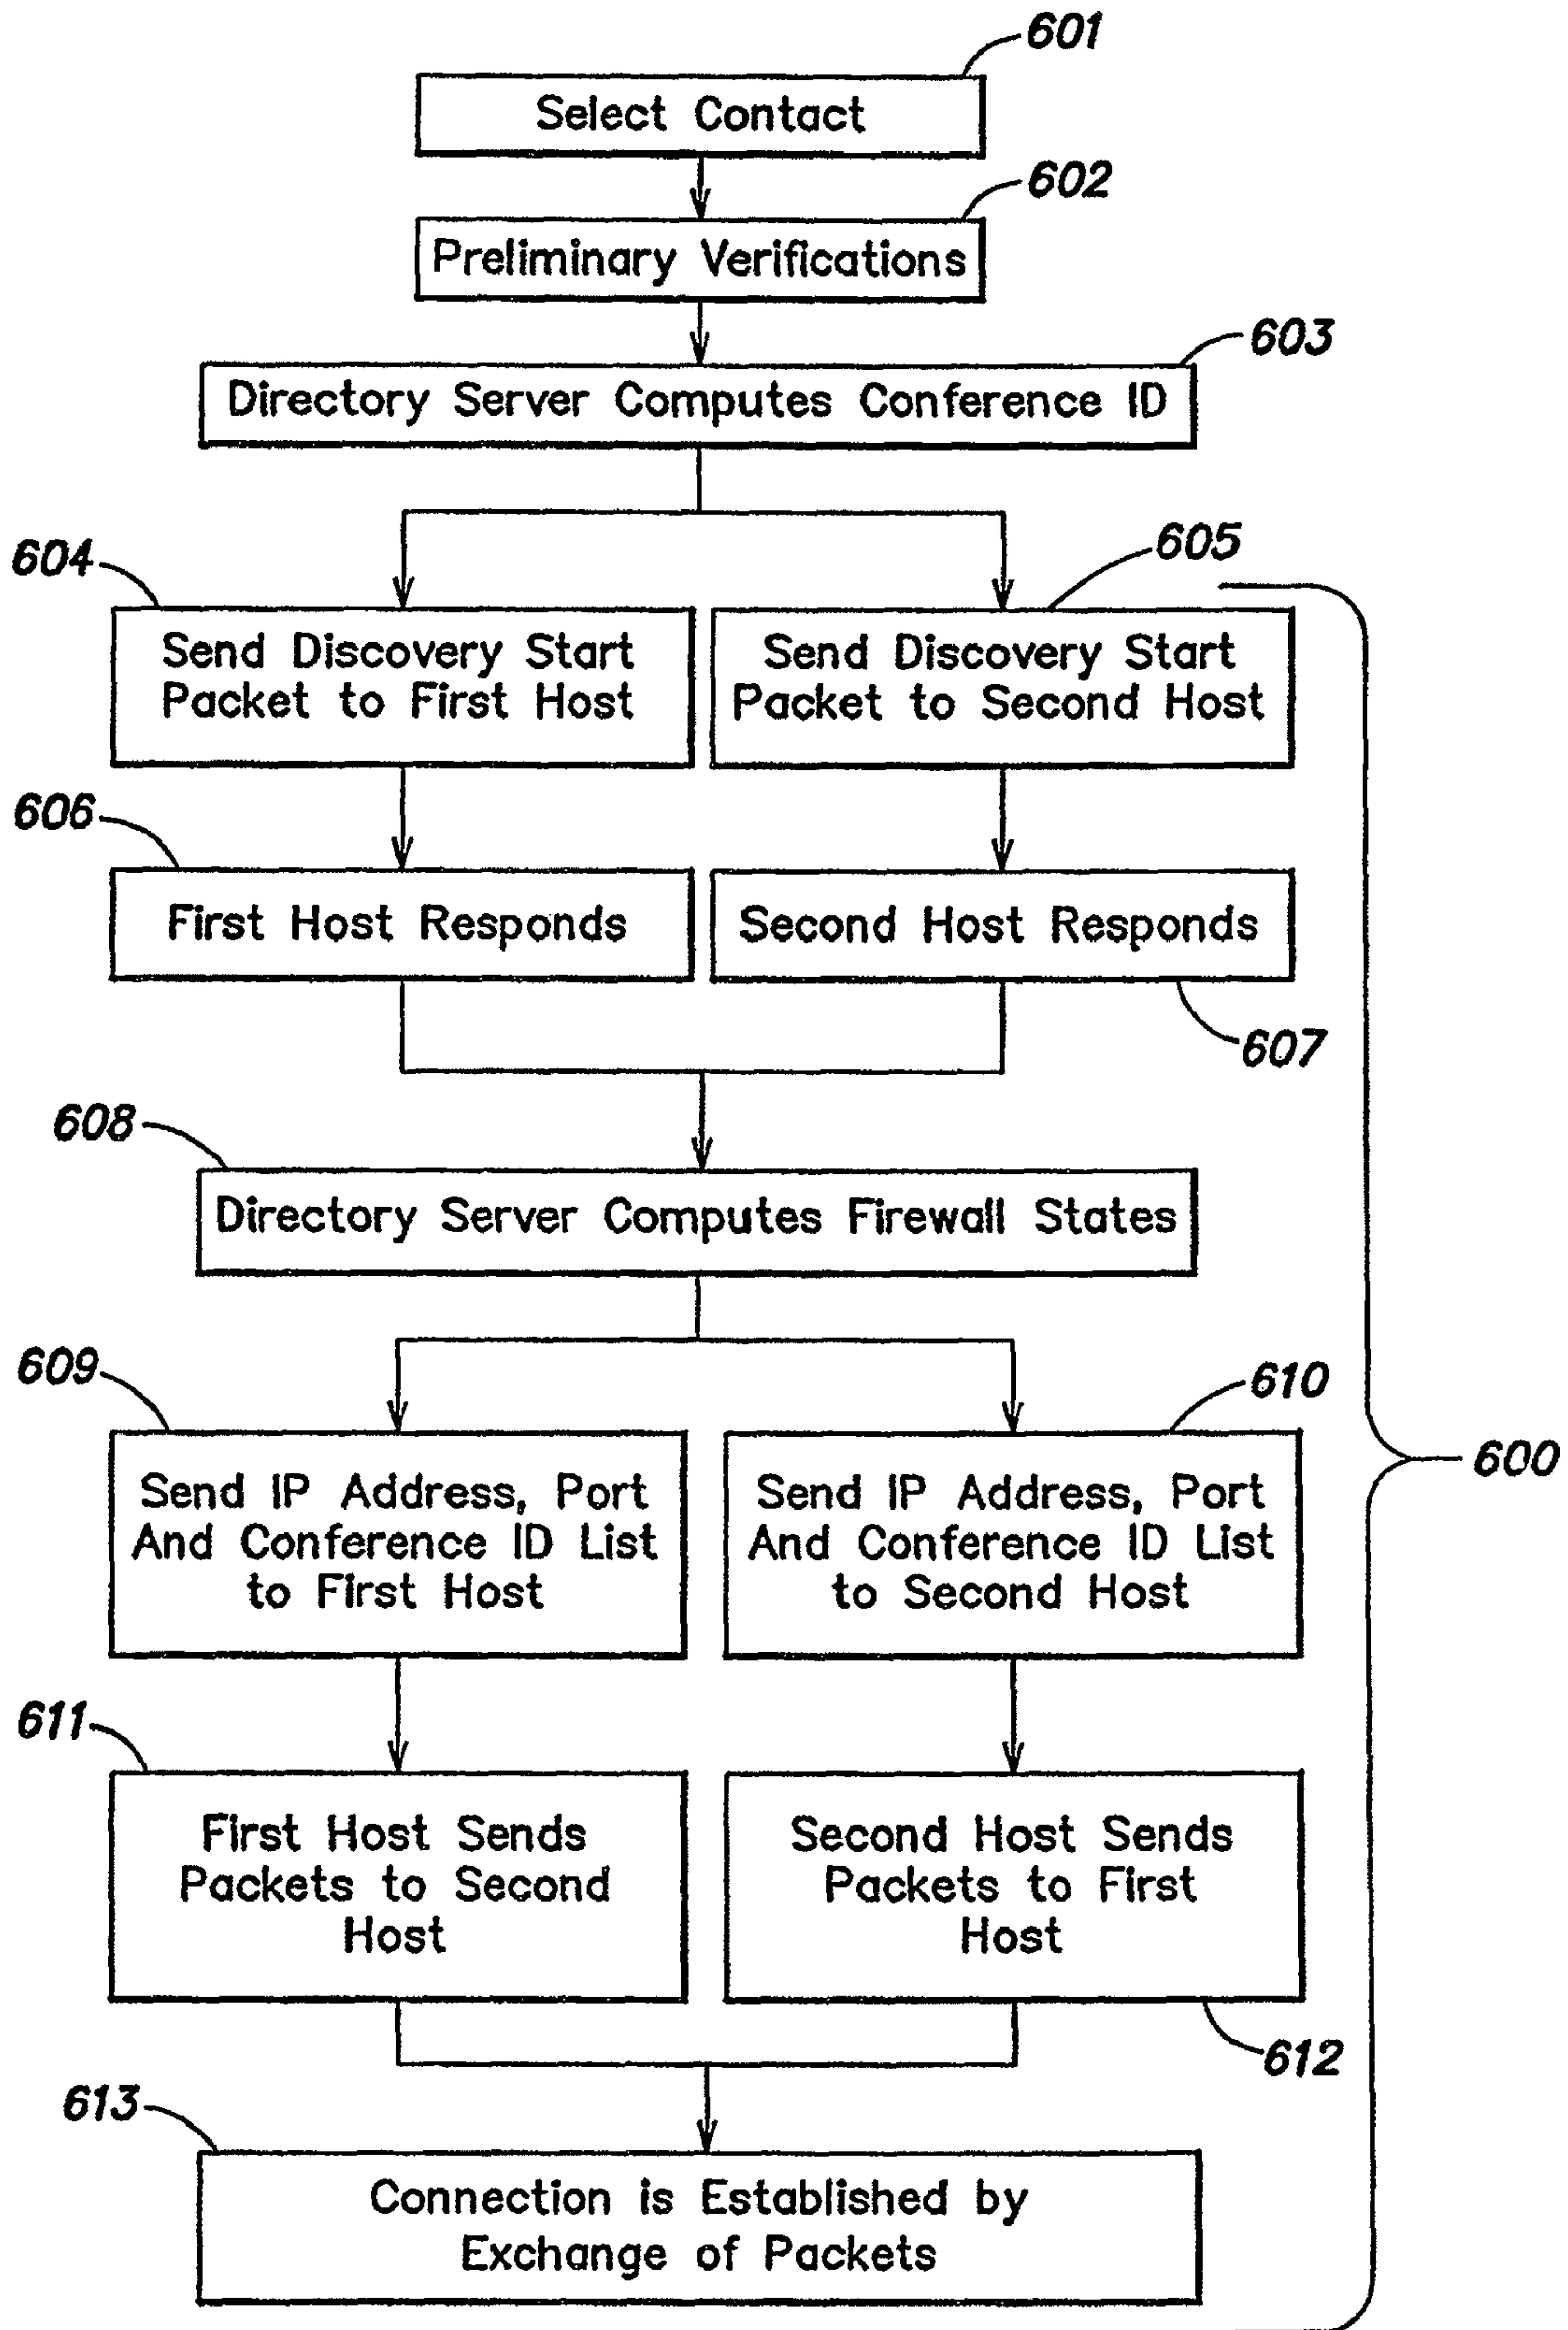 601
Select Contact
602
Preliminary Verifications
603
Directory Server Computes Conference ID
604
605
Send Discovery Start
Packet to First Host
Send Discovery Start
Packet to Second Host
606
First Host Responds
Second Host Responds
607
608
Directory Server Computes Firewall States
609
610
Send IP Address, Port
And Conference ID List
to First Host
Send IP Address, Port
And Conference ID List
to Second Host
600
611
First Host Sends
Packets to Second
Host
Second Host Sends
Packets to First
Host
612
613
Connection is Established by
Exchange of Packets